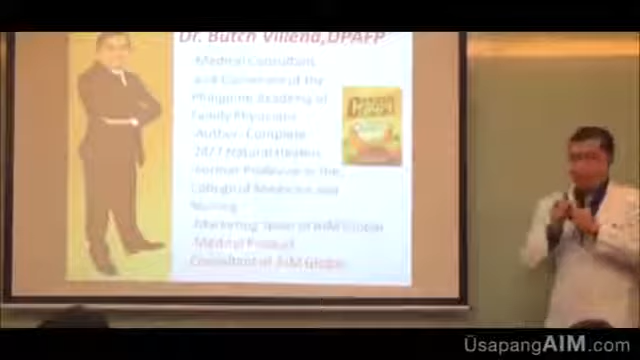 Dr. Butch Villena, DPAFP
Medical Consultant
and Diplomate of the
Philippine Academy of
Family Physicians
Author- Complete
24/7 Natural Healers
Former Professor in the
College of Medicine and
Nursing
Marketing of AIM Global
Medical Product
Consultant of AIM Global
UsapangAIM.com